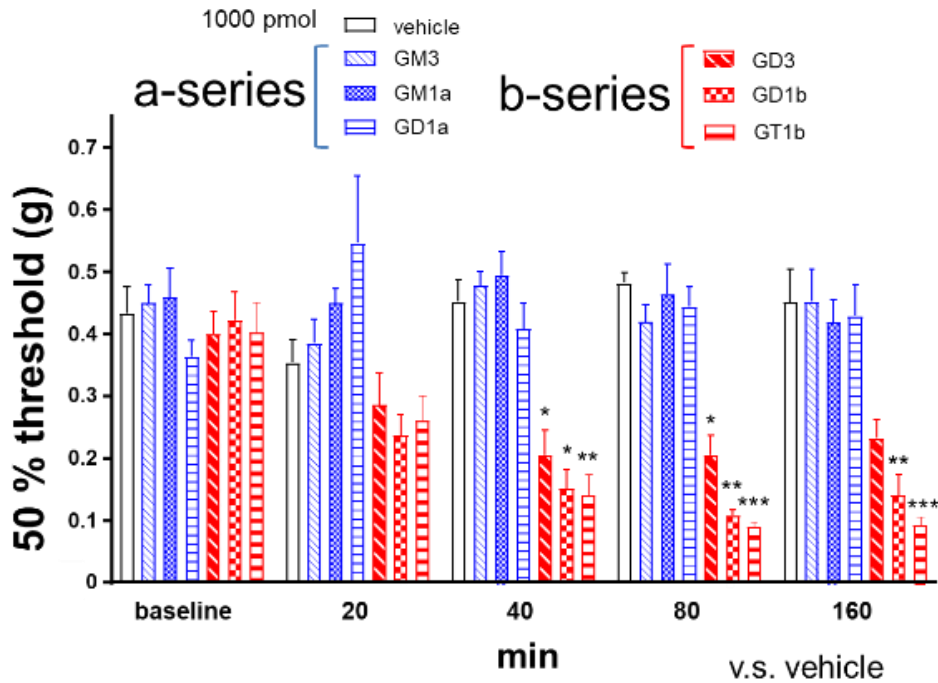 1000 pmol vehicle
a-series GM3 GM1a GD1a
b-series GD3 GD1b GT1b
50 % threshold (g)
0.7
0.6
0.5
0.4
0.3
0.2
0.1
0
* * **
* ** ***
** ***
baseline 20 40 80 160
min
v.s. vehicle